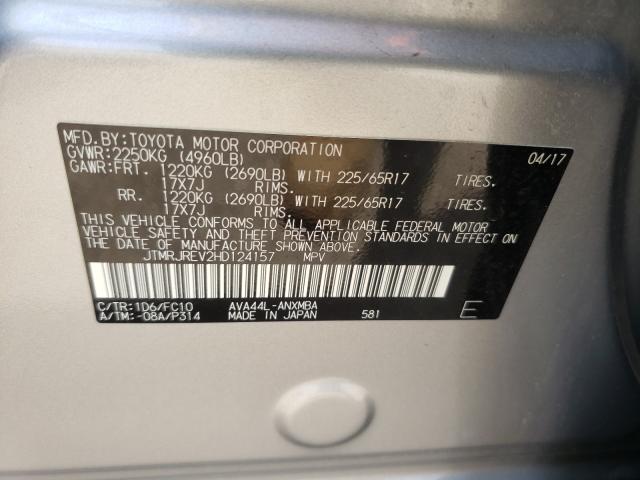 MFD.BY:TOYOTA MOTOR CORPORATION 04/17
GVWR:2250KG (4960LB)
GAWR:FRT. 1220KG (2690LB) WITH 225/65R17 TIRES.
17X7J RIMS.
RR. 1220KG (2690LB) WITH 225/65R17 TIRES.
17X7J RIMS.
THIS VEHICLE CONFORMS TO ALL APPLICABLE FEDERAL MOTOR
VEHICLE SAFETY AND BUMPER STANDARDS IN EFFECT ON
THE DATE OF MANUFACTURE SHOWN ABOVE.
JTMRJREV2HD124157 MPV
C/TR:1D6/FC10 AVA44L-ANXMBA
A/TM:-08A/P314 MADE IN JAPAN 581 E